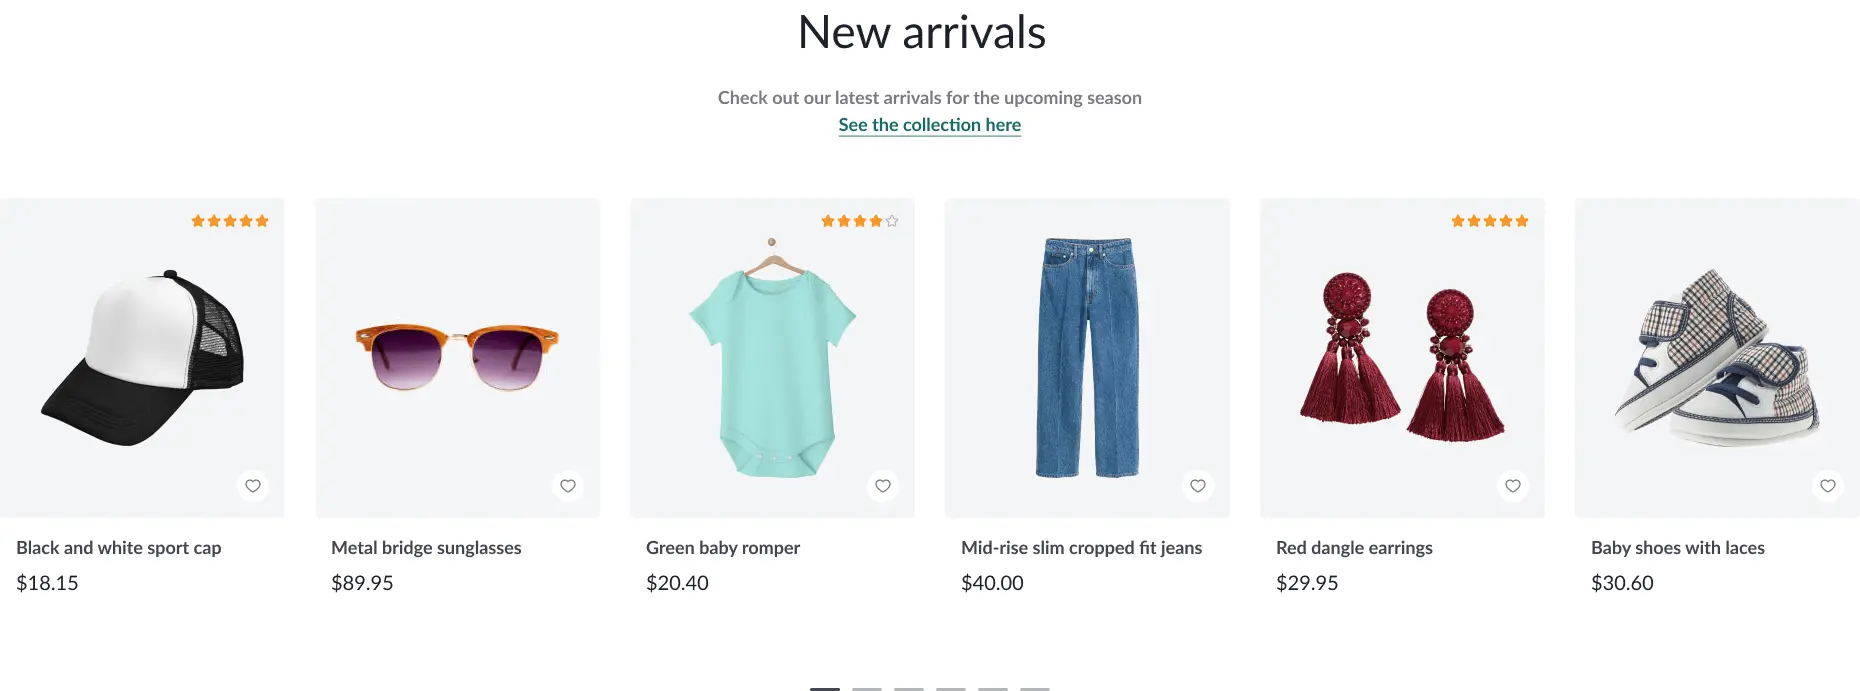 New arrivals
Check out our latest arrivals for the upcoming season
See the collection here
Black and white sport cap
$18.15
Metal bridge sunglasses
$89.95
Green baby romper
$20.40
Mid-rise slim cropped fit jeans
$40.00
Red dangle earrings
$29.95
Baby shoes with laces
$30.60